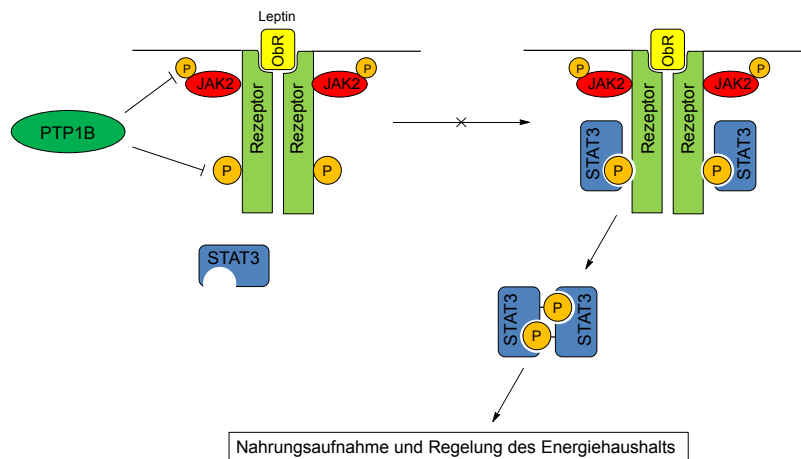 Leptin
ObR
P
JAK2
Rezeptor
Rezeptor
P
JAK2
PTP1B
P
P
STAT3
ObR
P
JAK2
Rezeptor
Rezeptor
P
JAK2
STAT3
P
P
STAT3
STAT3
P
P
STAT3
Nahrungsaufnahme und Regelung des Energiehaushalts